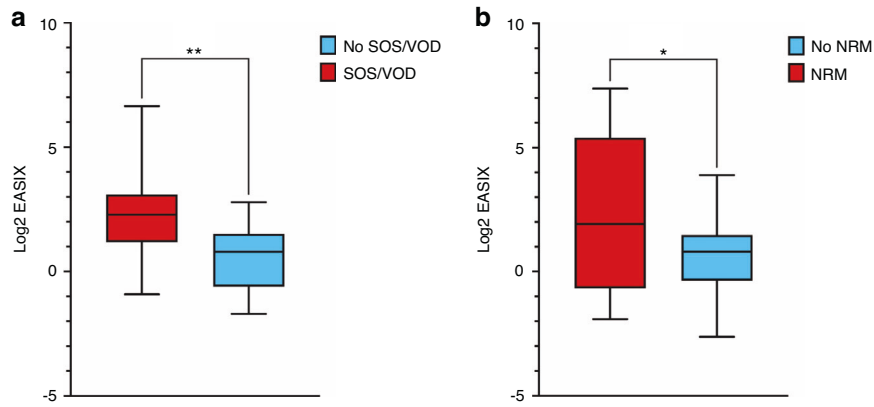 a
10
5
0
-5
Log2 EASIX
**
No SOS/VOD
SOS/VOD
b
10
5
0
-5
Log2 EASIX
*
No NRM
NRM